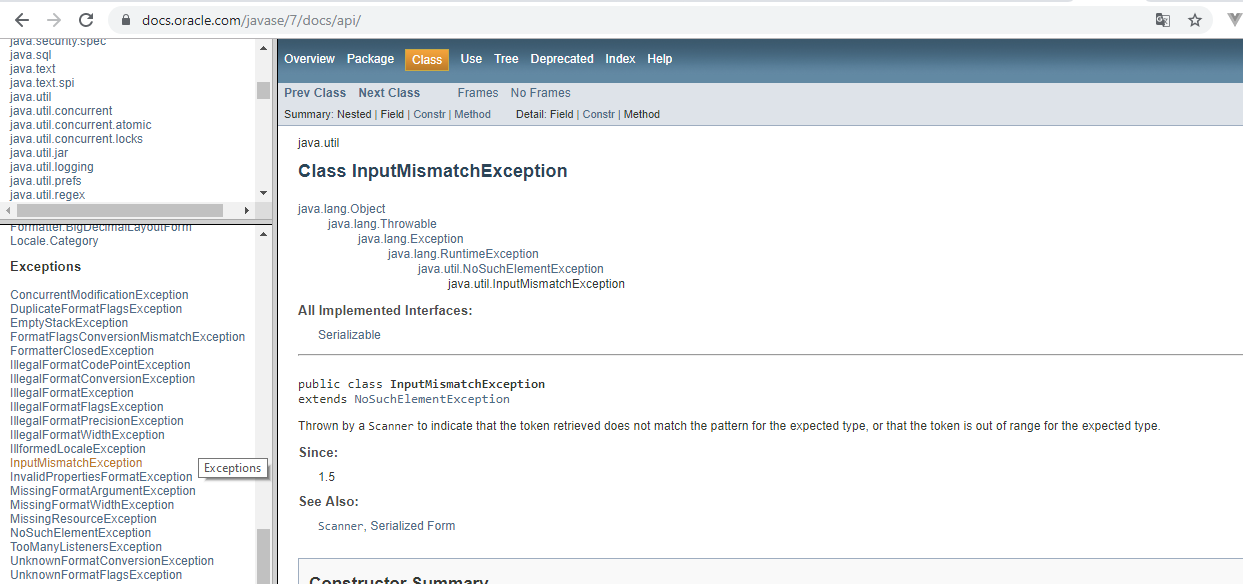 docs.oracle.com/javase/7/docs/api/
java.security.spec
java.sql
java.text
java.text.spi
java.util
java.util.concurrent
java.util.concurrent.atomic
java.util.concurrent.locks
java.util.jar
java.util.logging
java.util.prefs
java.util.regex
Formatter.BigDecimalLayoutForm
Locale.Category
Exceptions
ConcurrentModificationException
DuplicateFormatFlagsException
EmptyStackException
FormatFlagsConversionMismatchException
FormatterClosedException
IllegalFormatCodePointException
IllegalFormatConversionException
IllegalFormatException
IllegalFormatFlagsException
IllegalFormatPrecisionException
IllegalFormatWidthException
IllformedLocaleException
InputMismatchException
Exceptions
InvalidPropertiesFormatException
MissingFormatArgumentException
MissingFormatWidthException
MissingResourceException
NoSuchElementException
TooManyListenersException
UnknownFormatConversionException
UnknownFormatFlagsException
Overview Package Class Use Tree Deprecated Index Help
Prev Class Next Class Frames No Frames
Summary: Nested | Field | Constr | Method Detail: Field | Constr | Method
java.util
Class InputMismatchException
java.lang.Object
java.lang.Throwable
java.lang.Exception
java.lang.RuntimeException
java.util.NoSuchElementException
java.util.InputMismatchException
All Implemented Interfaces:
Serializable
public class InputMismatchException
extends NoSuchElementException
Thrown by a Scanner to indicate that the token retrieved does not match the pattern for the expected type, or that the token is out of range for the expected type.
Since:
1.5
See Also:
Scanner, Serialized Form
Constructor Summary